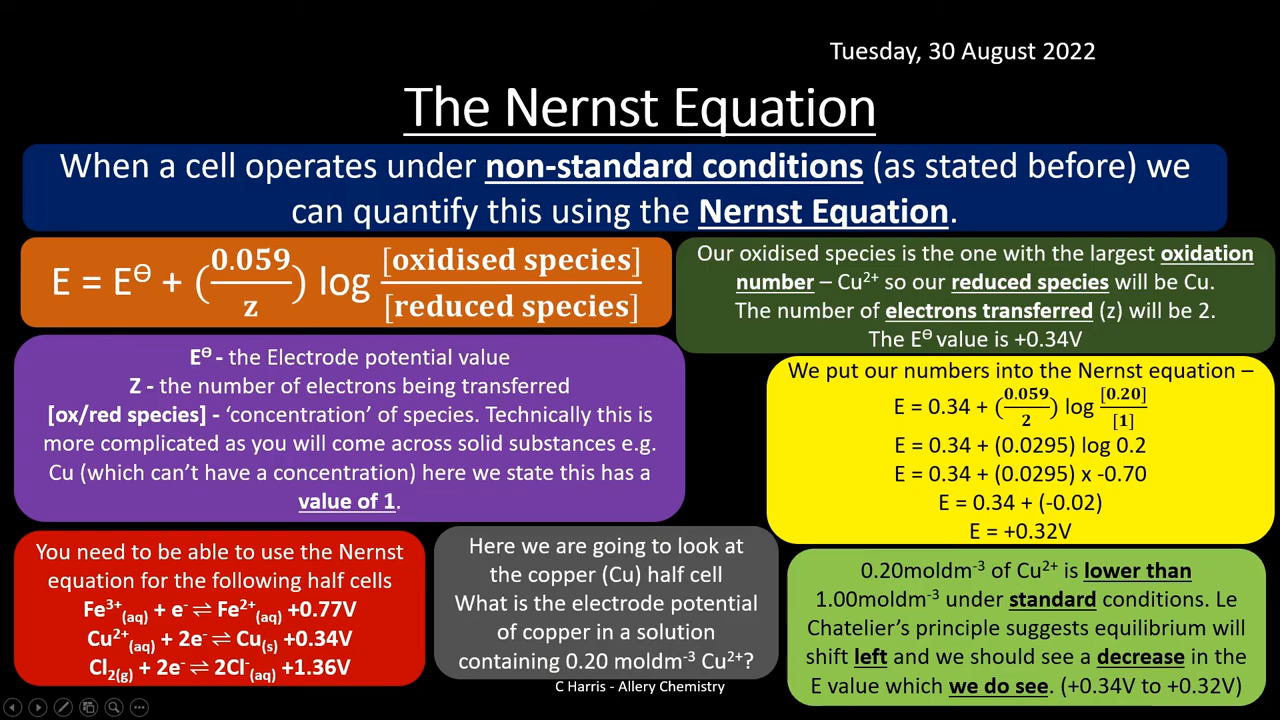 Tuesday, 30 August 2022
The Nernst Equation
When a cell operates under non-standard conditions (as stated before) we
can quantify this using the Nernst Equation.
E = E⊖ + (0.059/z) log [oxidised species]/[reduced species]
Our oxidised species is the one with the largest oxidation
number – Cu²⁺ so our reduced species will be Cu.
The number of electrons transferred (z) will be 2.
The E⊖ value is +0.34V
E⊖ - the Electrode potential value
Z - the number of electrons being transferred
[ox/red species] - ‘concentration’ of species. Technically this is
more complicated as you will come across solid substances e.g.
Cu (which can’t have a concentration) here we state this has a
value of 1.
We put our numbers into the Nernst equation –
E = 0.34 + (0.059/2) log [0.20]/[1]
E = 0.34 + (0.0295) log 0.2
E = 0.34 + (0.0295) x -0.70
E = 0.34 + (-0.02)
E = +0.32V
You need to be able to use the Nernst
equation for the following half cells
Fe³⁺(aq) + e⁻ ⇌ Fe²⁺(aq) +0.77V
Cu²⁺(aq) + 2e⁻ ⇌ Cu(s) +0.34V
Cl₂(g) + 2e⁻ ⇌ 2Cl⁻(aq) +1.36V
Here we are going to look at
the copper (Cu) half cell
What is the electrode potential
of copper in a solution
containing 0.20 moldm⁻³ Cu²⁺?
0.20moldm⁻³ of Cu²⁺ is lower than
1.00moldm⁻³ under standard conditions. Le
Chatelier’s principle suggests equilibrium will
shift left and we should see a decrease in the
E value which we do see. (+0.34V to +0.32V)
C Harris - Allery Chemistry